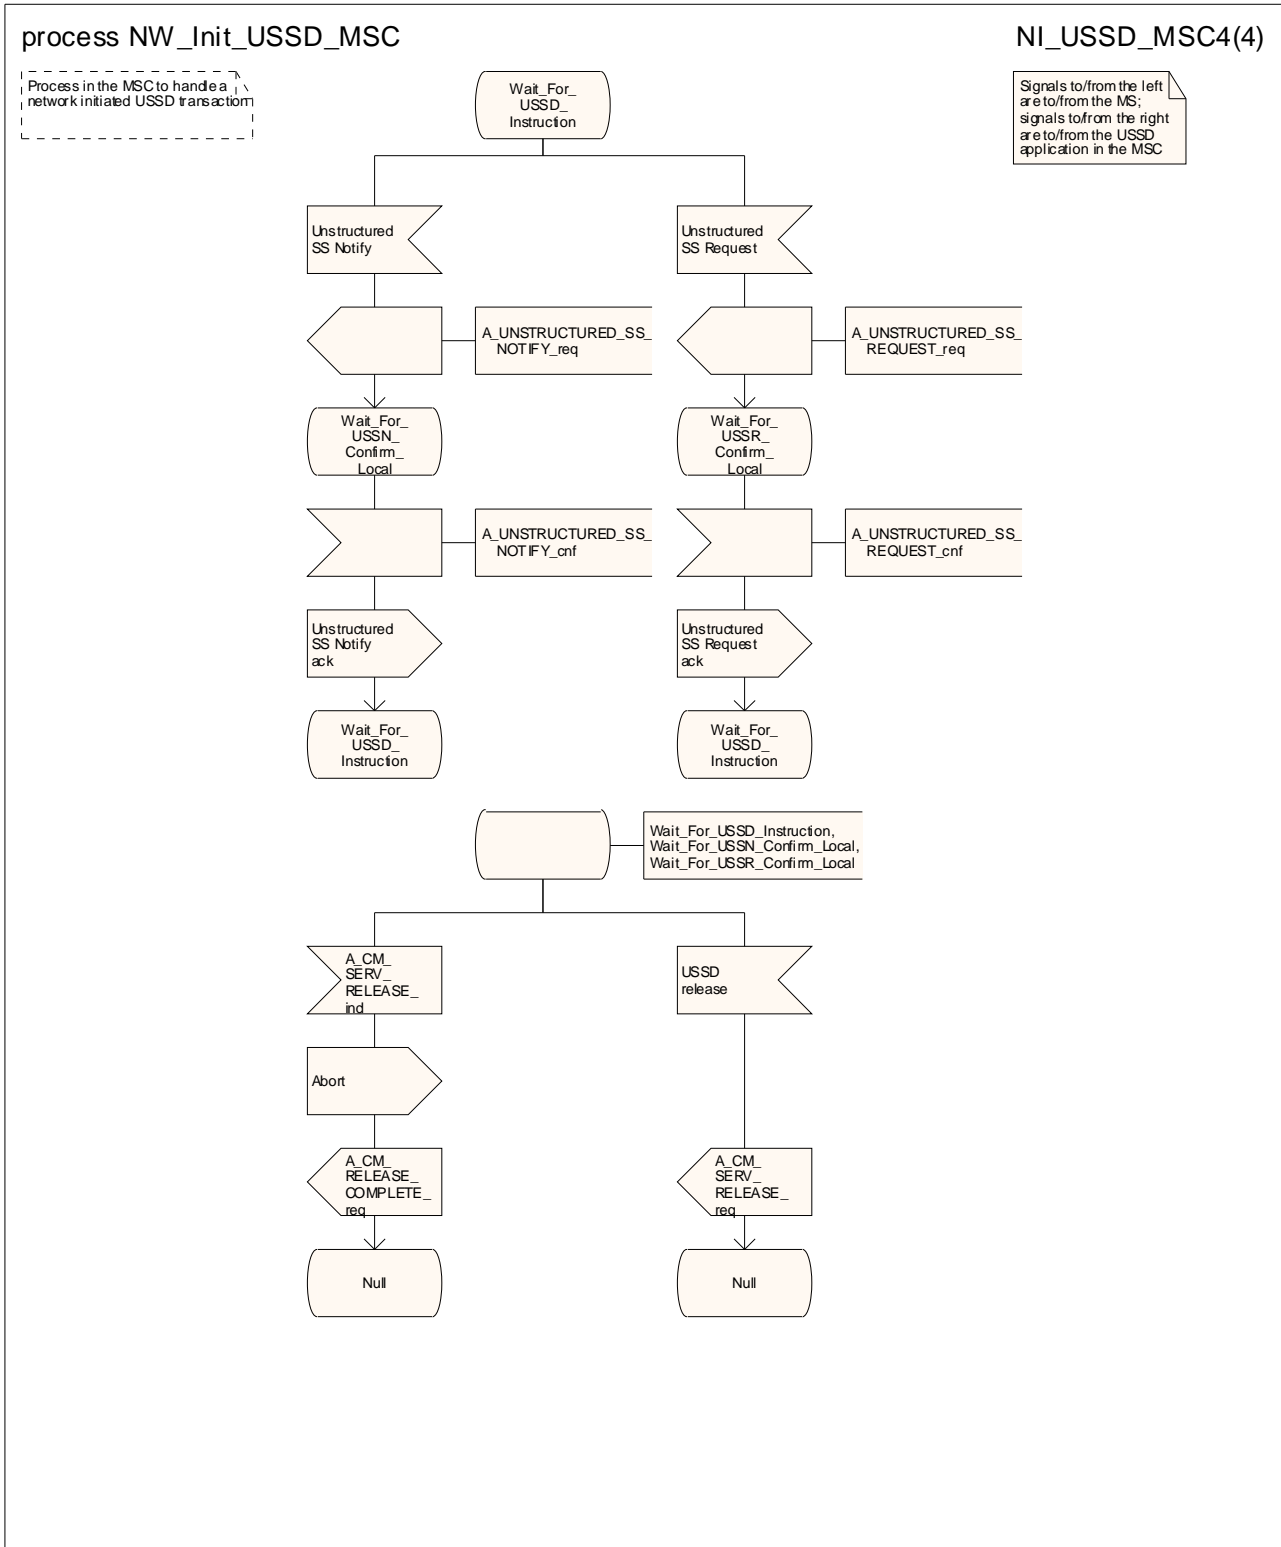 process NW_Init_USSD_MSC
NI_USSD_MSC4(4)
Process in the MSC to handle a
network initiated USSD transaction
Signals to/from the left
are to/from the MS;
signals to/from the right
are to/from the USSD
application in the MSC
Wait_For_
USSD_
Instruction
Unstructured
SS Notify
Unstructured
SS Request
A_UNSTRUCTURED_SS_
NOTIFY_req
A_UNSTRUCTURED_SS_
REQUEST_req
Wait_For_
USSN_
Confirm_
Local
Wait_For_
USSR_
Confirm_
Local
A_UNSTRUCTURED_SS_
NOTIFY_cnf
A_UNSTRUCTURED_SS_
REQUEST_cnf
Unstructured
SS Notify
ack
Unstructured
SS Request
ack
Wait_For_
USSD_
Instruction
Wait_For_
USSD_
Instruction
Wait_For_USSD_Instruction,
Wait_For_USSN_Confirm_Local,
Wait_For_USSR_Confirm_Local
A_CM_
SERV_
RELEASE_
ind
USSD
release
Abort
A_CM_
RELEASE_
COMPLETE_
req
A_CM_
SERV_
RELEASE_
req
Null
Null